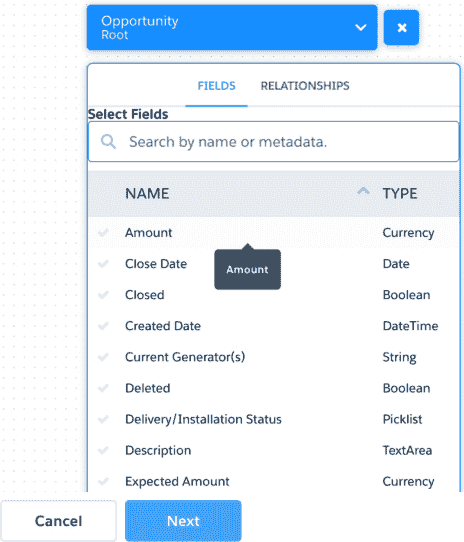 Opportunity
Root
FIELDS RELATIONSHIPS
Select Fields
Search by name or metadata.
NAME TYPE
Amount Currency
Close Date Date
Amount
Closed Boolean
Created Date DateTime
Current Generator(s) String
Deleted Boolean
Delivery/Installation Status Picklist
Description TextArea
Expected Amount Currency
Cancel Next